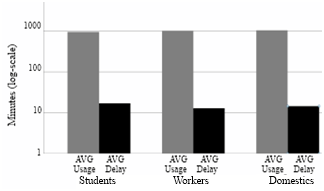 Minutes (log-scale)
1000
100
10
1
AVG Usage AVG Delay AVG Usage AVG Delay AVG Usage AVG Delay
Students Workers Domestics